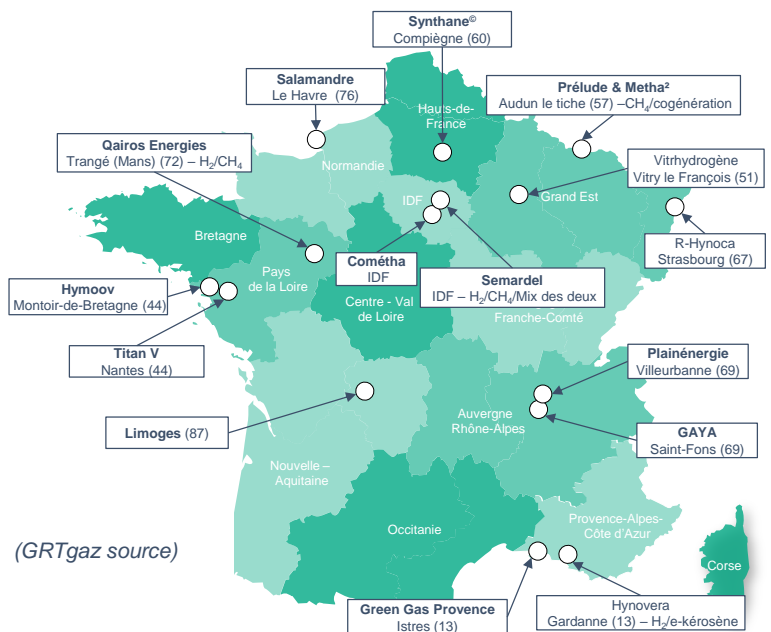 Synthane©
Compiègne (60)
Salamandre
Le Havre (76)
Prélude & Metha²
Audun le tiche (57) –CH₄/cogénération
Hauts-de-
France
Qairos Energies
Trangé (Mans) (72) – H₂/CH₄
Normandie
Vitrhydrogène
Vitry le François (51)
IDF
Grand Est
Bretagne
R-Hynoca
Strasbourg (67)
Cométha
IDF
Pays
de la Loire
Semardel
IDF – H₂/CH₄/Mix des deux
Hymoov
Montoir-de-Bretagne (44)
Centre - Val
de Loire
Franche-Comté
Titan V
Nantes (44)
Plainénergie
Villeurbanne (69)
Auvergne
Rhône-Alpes
Limoges (87)
GAYA
Saint-Fons (69)
Nouvelle –
Aquitaine
Provence-Alpes-
Côte d'Azur
Occitanie
(GRTgaz source)
Corse
Hynovera
Gardanne (13) – H₂/e-kérosène
Green Gas Provence
Istres (13)